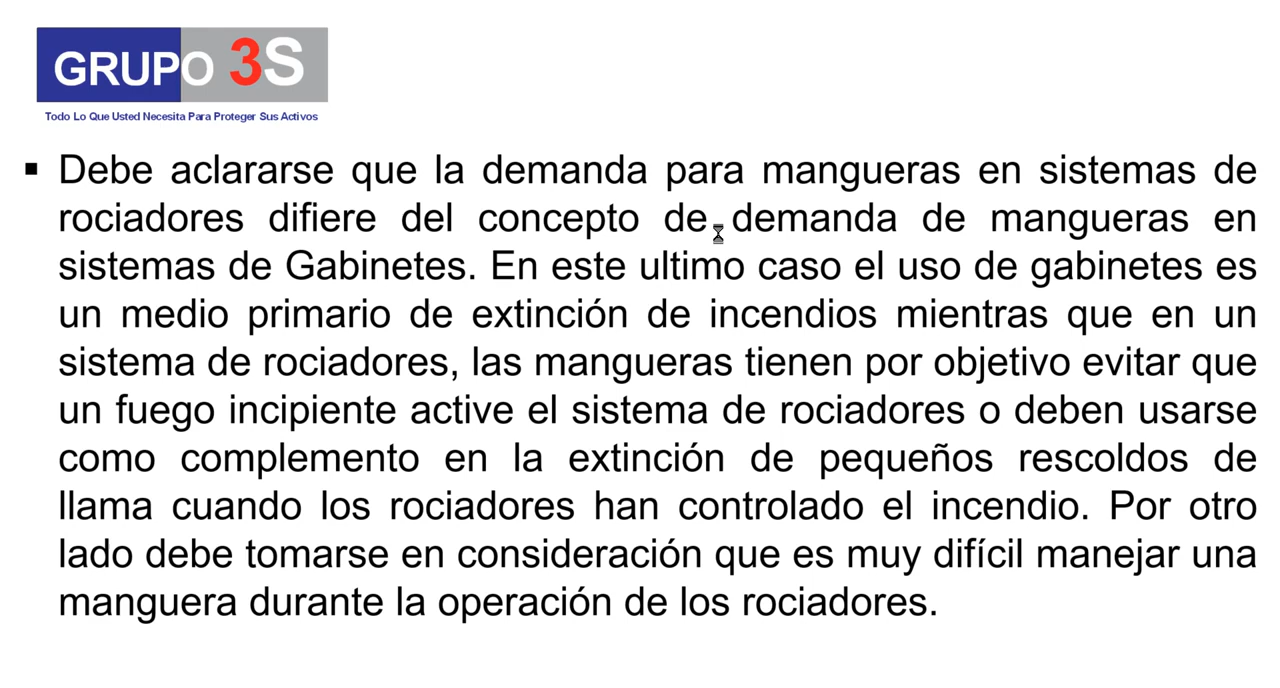 GRUPO 3S
Todo Lo Que Usted Necesita Para Proteger Sus Activos
▪ Debe aclararse que la demanda para mangueras en sistemas de
rociadores difiere del concepto de demanda de mangueras en
sistemas de Gabinetes. En este ultimo caso el uso de gabinetes es
un medio primario de extinción de incendios mientras que en un
sistema de rociadores, las mangueras tienen por objetivo evitar que
un fuego incipiente active el sistema de rociadores o deben usarse
como complemento en la extinción de pequeños rescoldos de
llama cuando los rociadores han controlado el incendio. Por otro
lado debe tomarse en consideración que es muy difícil manejar una
manguera durante la operación de los rociadores.